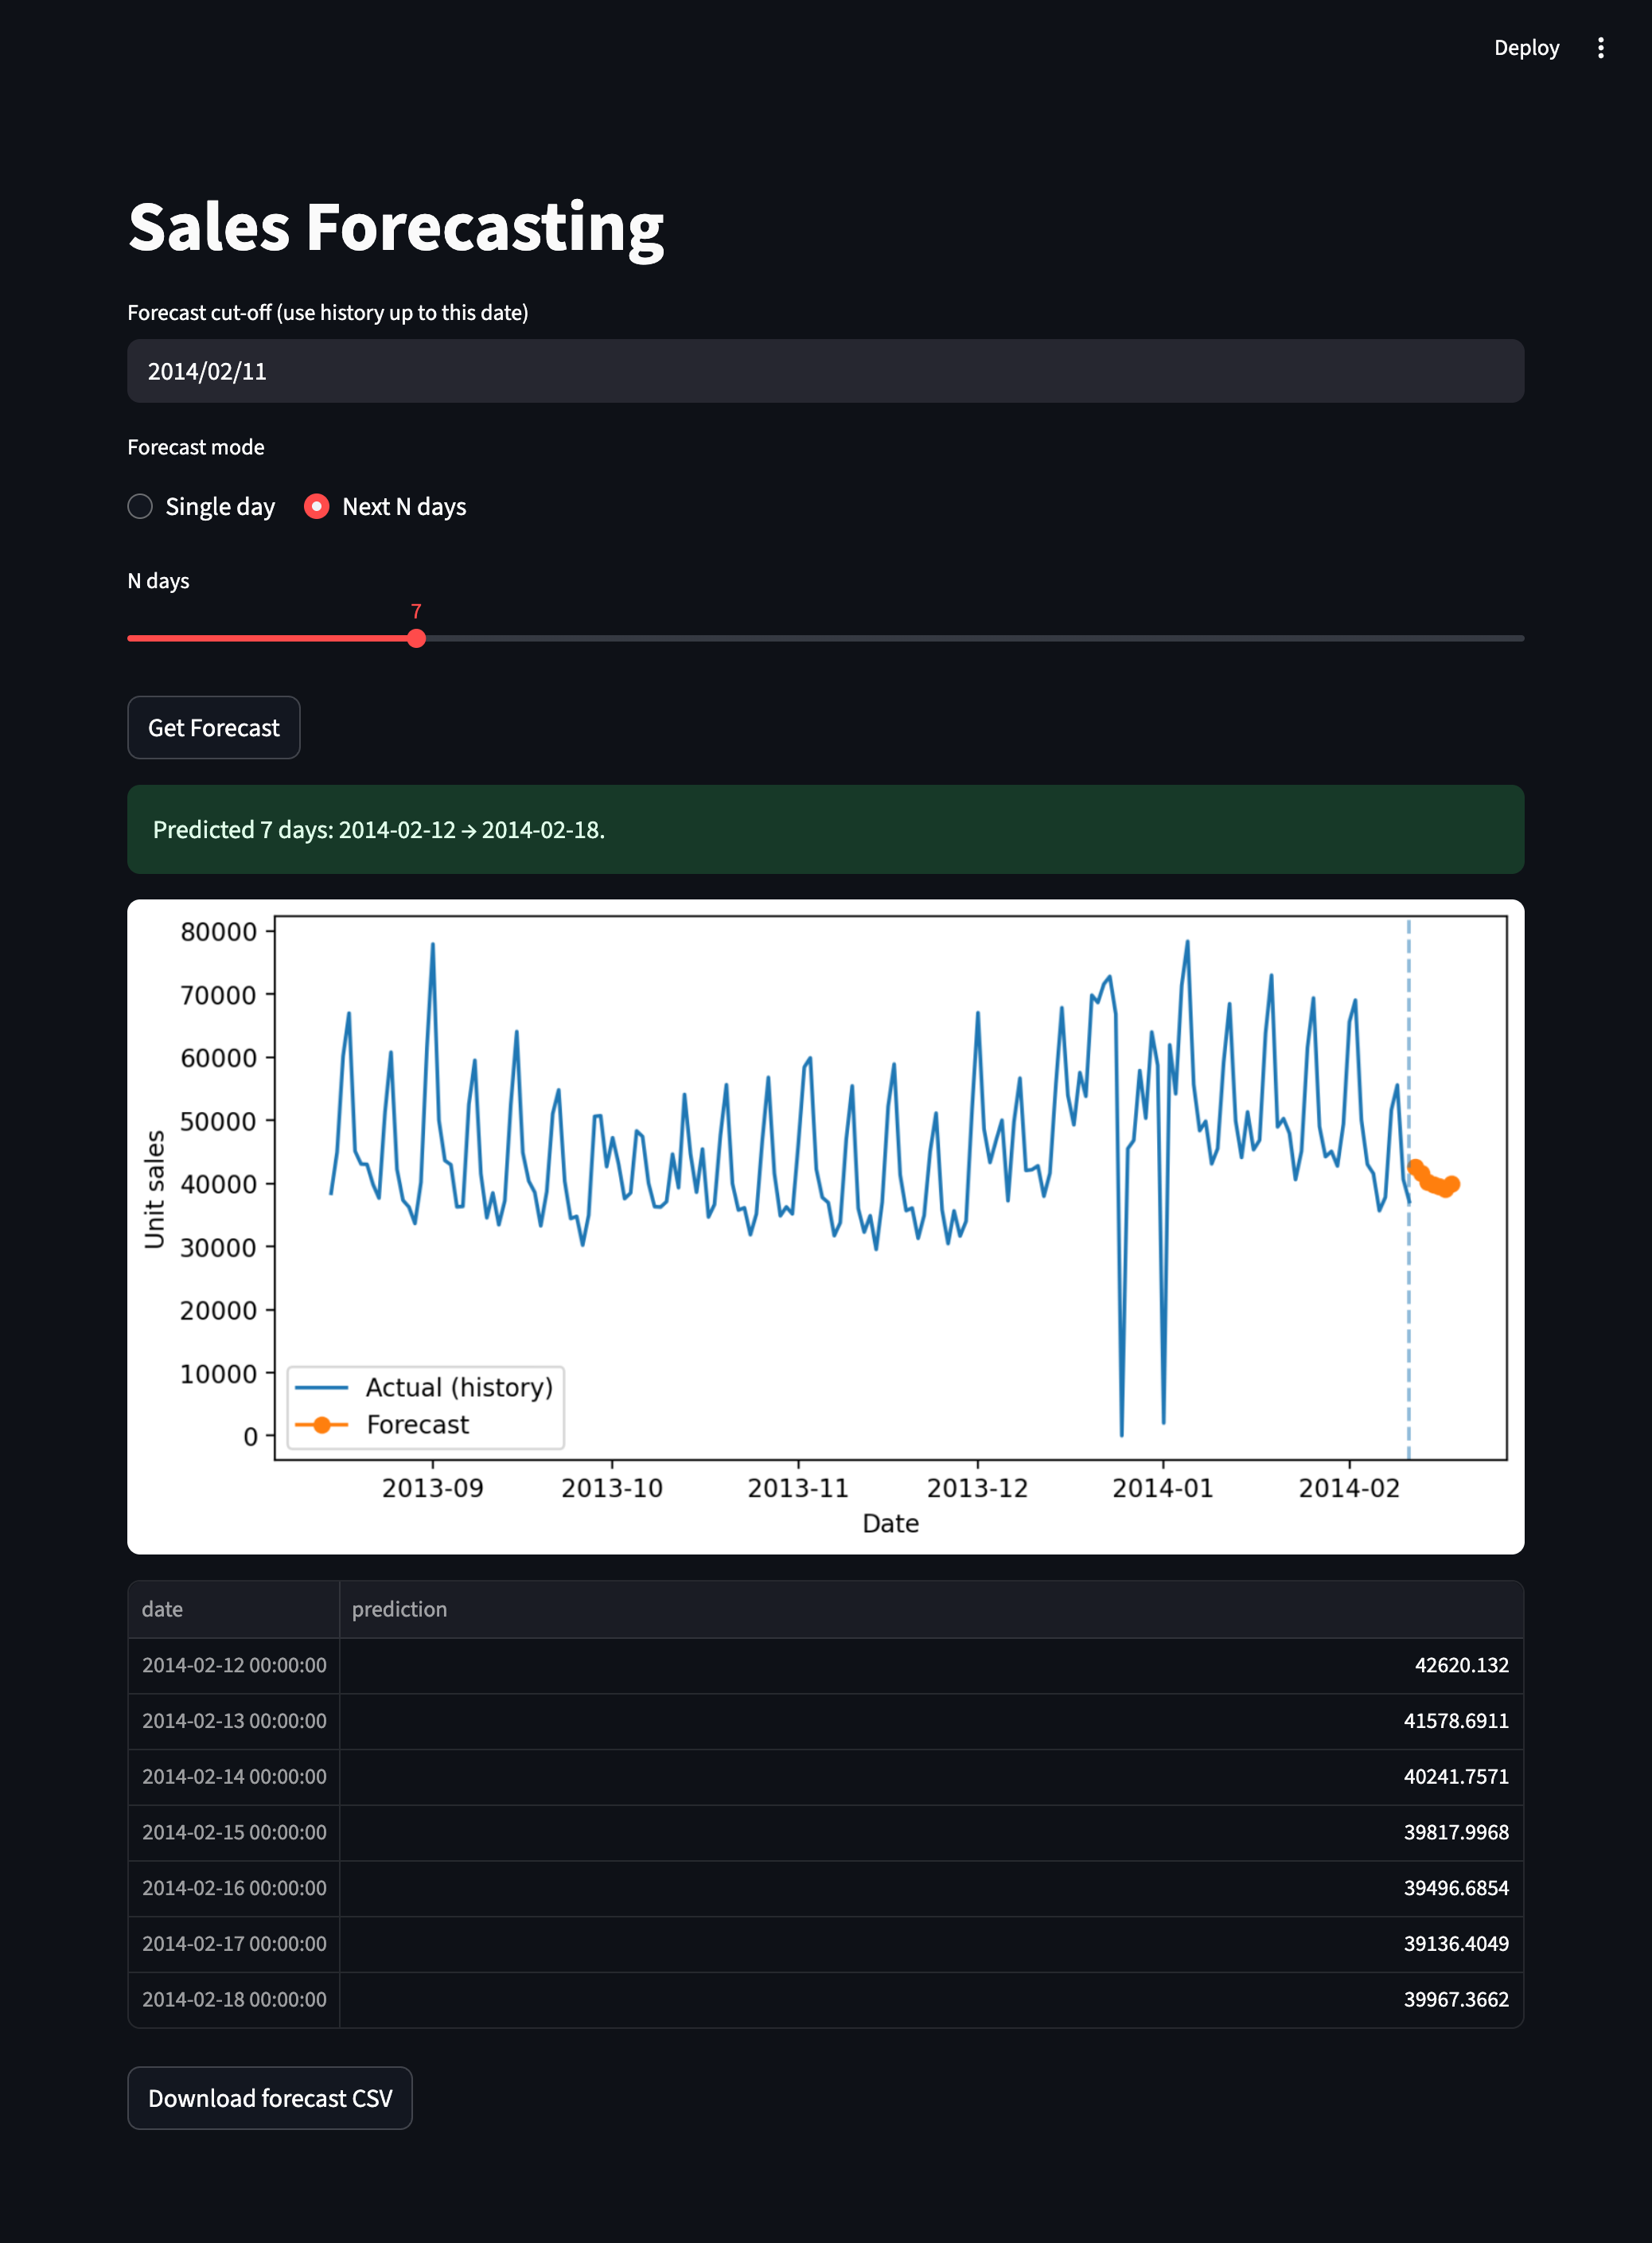 Deploy
Sales Forecasting
Forecast cut-off (use history up to this date)
2014/02/11
Forecast mode
Single day Next N days
N days
7
Get Forecast
Predicted 7 days: 2014-02-12 → 2014-02-18.
80000
70000
60000
50000
40000
30000
20000
10000
0
Unit sales
Actual (history)
Forecast
2013-09 2013-10 2013-11 2013-12 2014-01 2014-02
Date
date prediction
2014-02-12 00:00:00 42620.132
2014-02-13 00:00:00 41578.6911
2014-02-14 00:00:00 40241.7571
2014-02-15 00:00:00 39817.9968
2014-02-16 00:00:00 39496.6854
2014-02-17 00:00:00 39136.4049
2014-02-18 00:00:00 39967.3662
Download forecast CSV